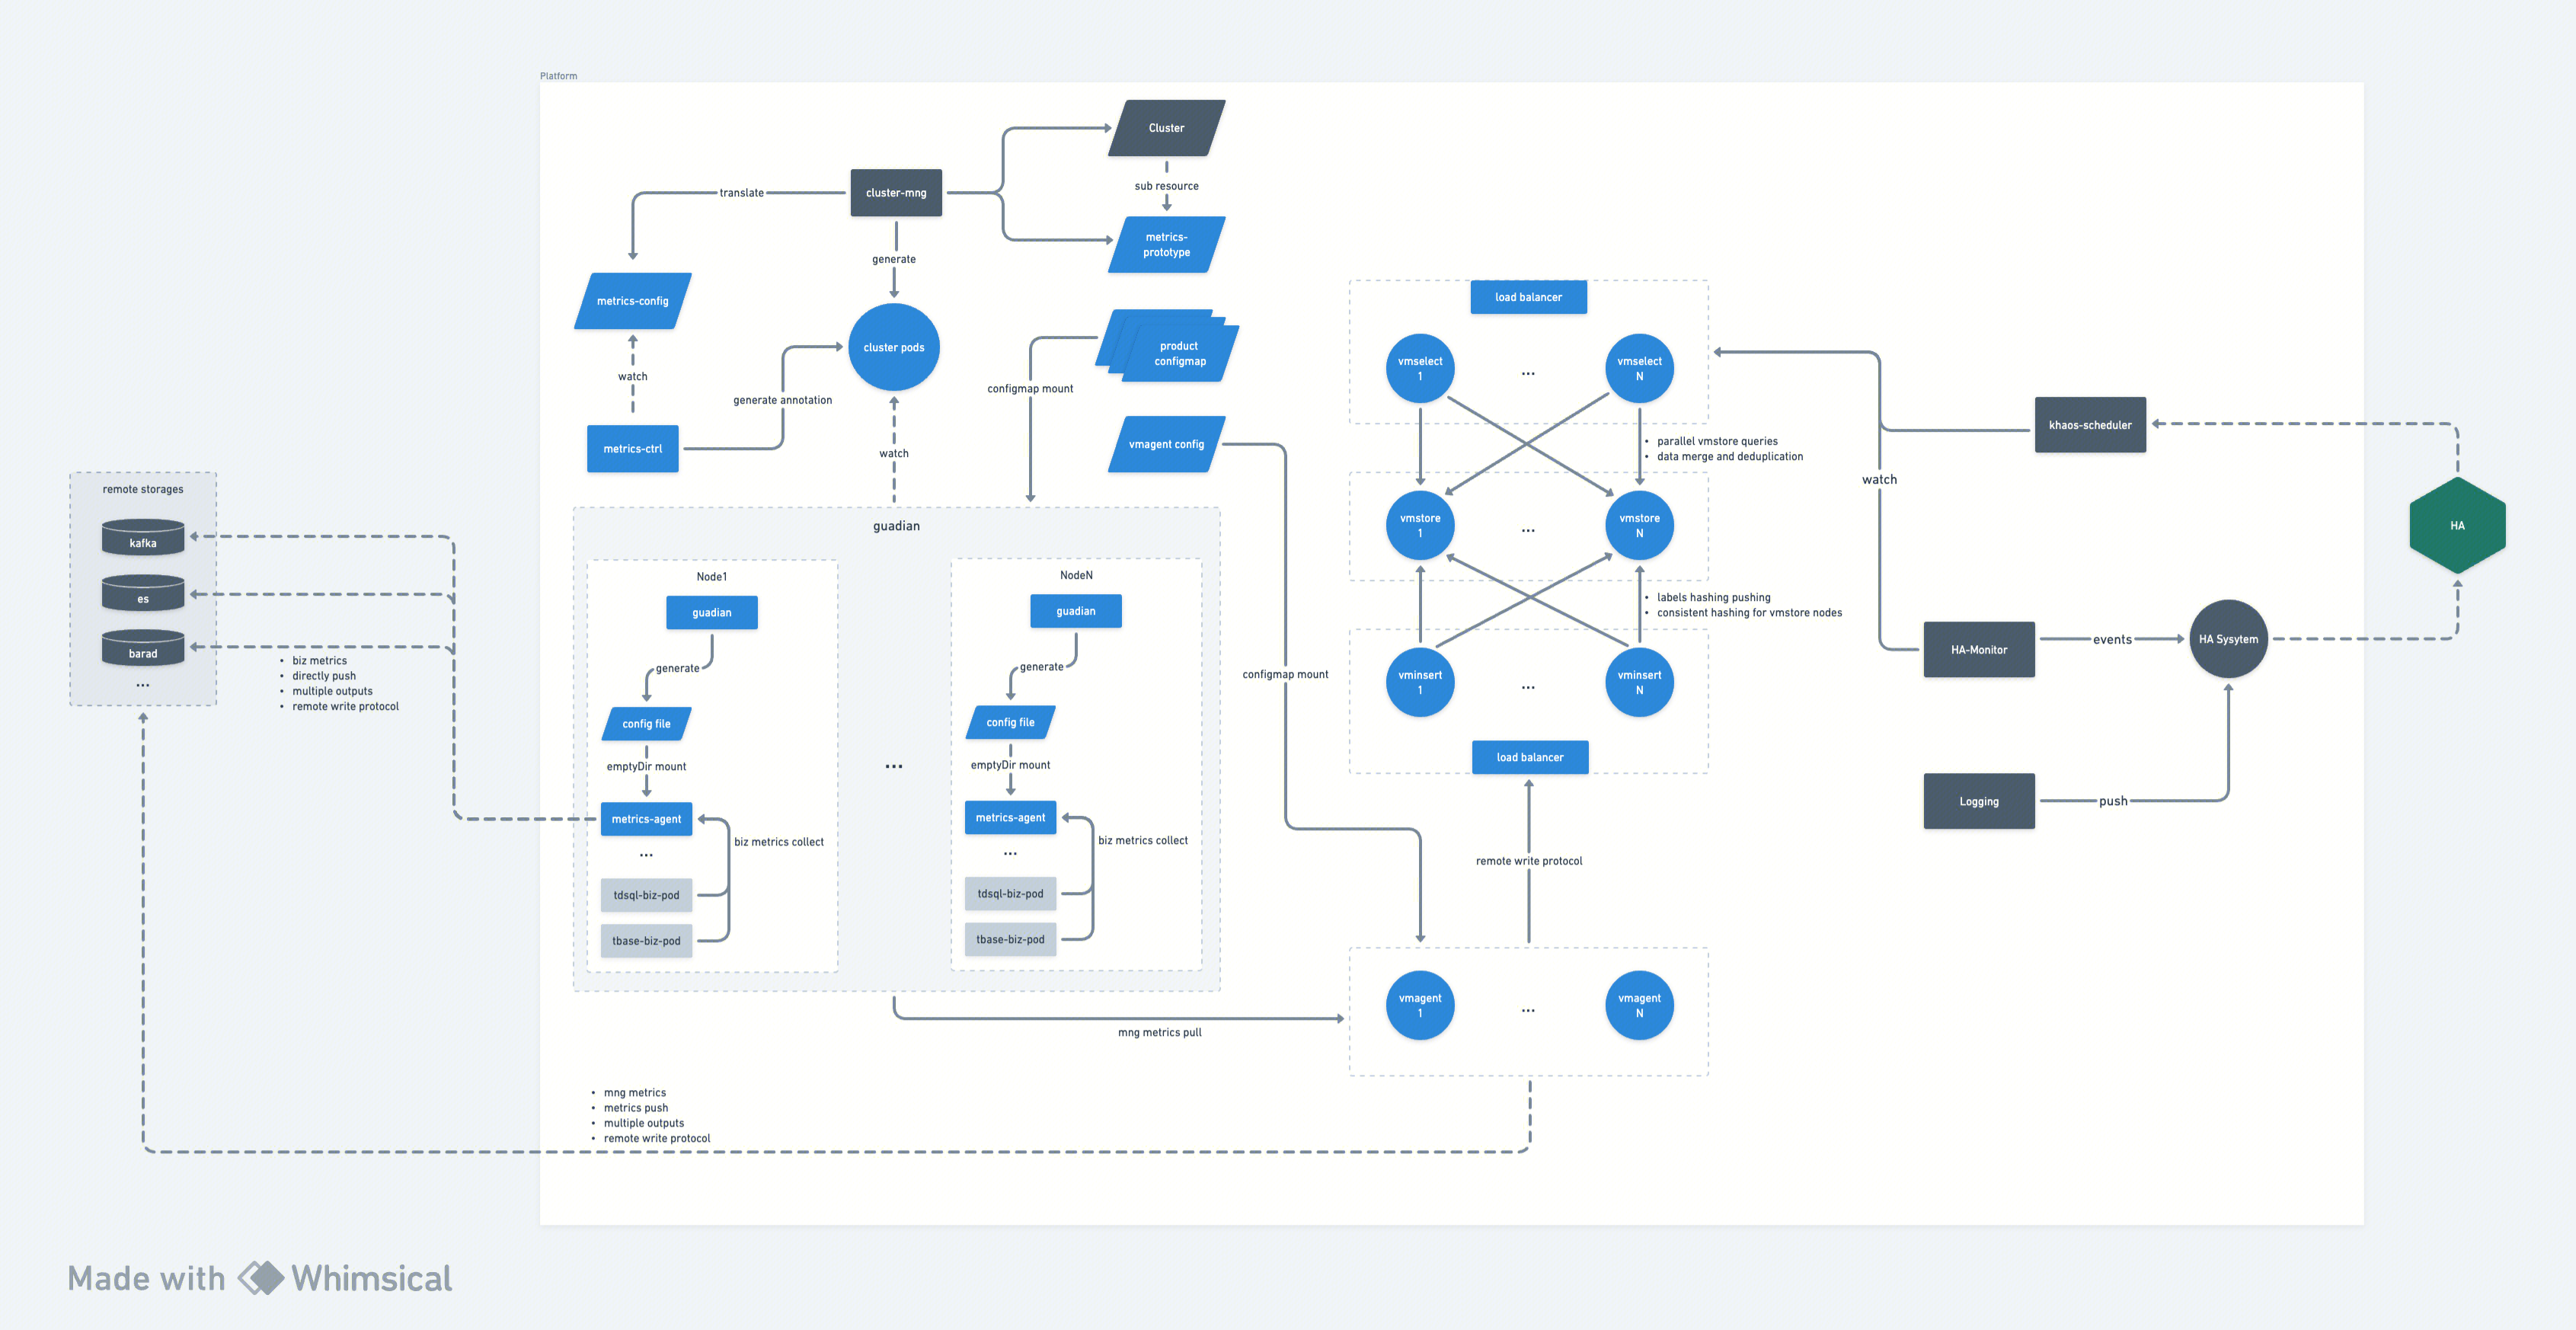 Platform
Cluster
sub resource
translate
cluster-mng
metrics-
prototype
generate
metrics-config
cluster pods
product
configmap
load balancer
vmselect
1
...
vmselect
N
watch
configmap mount
generate annotation
khaos-scheduler
metrics-ctrl
watch
vmagent config
• parallel vmstore queries
• data merge and deduplication
watch
remote storages
kafka
es
barad
...
guadian
vmstore
1
...
vmstore
N
HA
Node1
NodeN
guadian
guadian
• labels hashing pushing
• consistent hashing for vmstore nodes
generate
generate
HA-Monitor
events
HA Sysytem
• biz metrics
• directly push
• multiple outputs
• remote write protocol
configmap mount
vminsert
1
...
vminsert
N
config file
config file
load balancer
emptyDir mount
...
emptyDir mount
Logging
push
metrics-agent
metrics-agent
biz metrics collect
biz metrics collect
...
...
remote write protocol
tdsql-biz-pod
tdsql-biz-pod
tbase-biz-pod
tbase-biz-pod
vmagent
1
...
vmagent
N
mng metrics pull
• mng metrics
• metrics push
• multiple outputs
• remote write protocol
Made with Whimsical